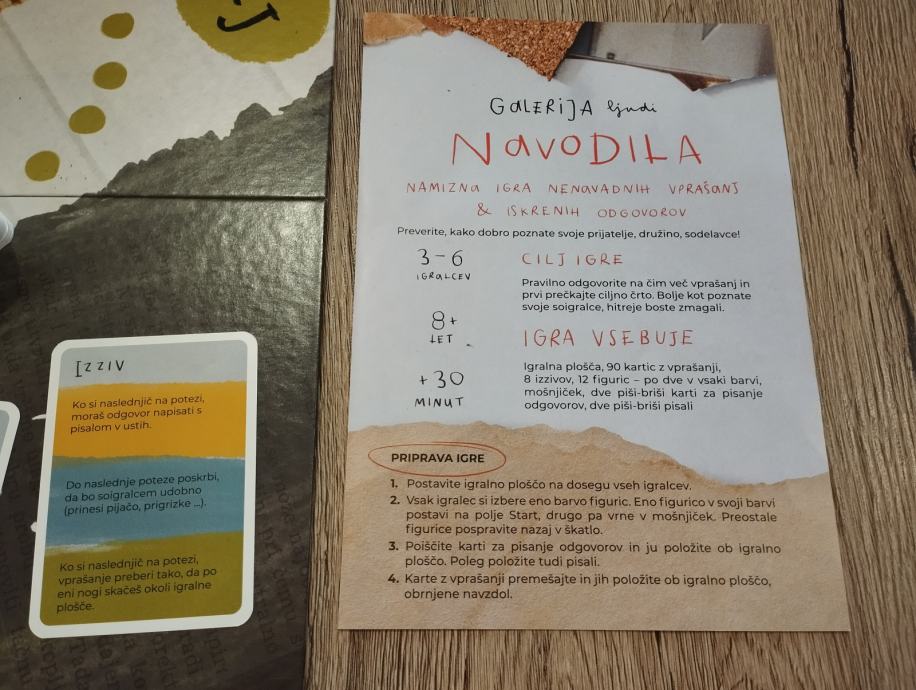 Izziv
Ko si naslednjič na potezi,
moraš odgovor napisati s
pisalom v ustih.
Do naslednje poteze poskrbi,
da bo soigralcem udobno
(prinesi pijačo, prigrizke ...).
Ko si naslednjič na potezi,
vprašanje preberi tako, da po
eni nogi skačeš okoli igralne
plošče.
GALERIJA ljudi
NAVODILA
NAMIZNA IGRA NENAVADNIH VPRAŠANJ
& ISKRENIH ODGOVOROV
Preverite, kako dobro poznate svoje prijatelje, družino, sodelavce!
3-6
IGRALCEV
8+
LET
+30
MINUT
CILJ IGRE
Pravilno odgovorite na čim več vprašanj in
prvi prečkajte ciljno črto. Bolje kot poznate
svoje soigralce, hitreje boste zmagali.
IGRA VSEBUJE
Igralna plošča, 90 kartic z vprašanji,
8 izzivov, 12 figuric – po dve v vsaki barvi,
mošnjiček, dve piši-briši karti za pisanje
odgovorov, dve piši-briši pisali
PRIPRAVA IGRE
1. Postavite igralno ploščo na dosegu vseh igralcev.
2. Vsak igralec si izbere eno barvo figuric. Eno figurico v svoji barvi
postavi na polje Start, drugo pa vrne v mošnjiček. Preostale
figurice pospravite nazaj v škatlo.
3. Poiščite karti za pisanje odgovorov in ju položite ob igralno
ploščo. Poleg položite tudi pisali.
4. Karte z vprašanji premešajte in jih položite ob igralno ploščo,
obrnjene navzdol.